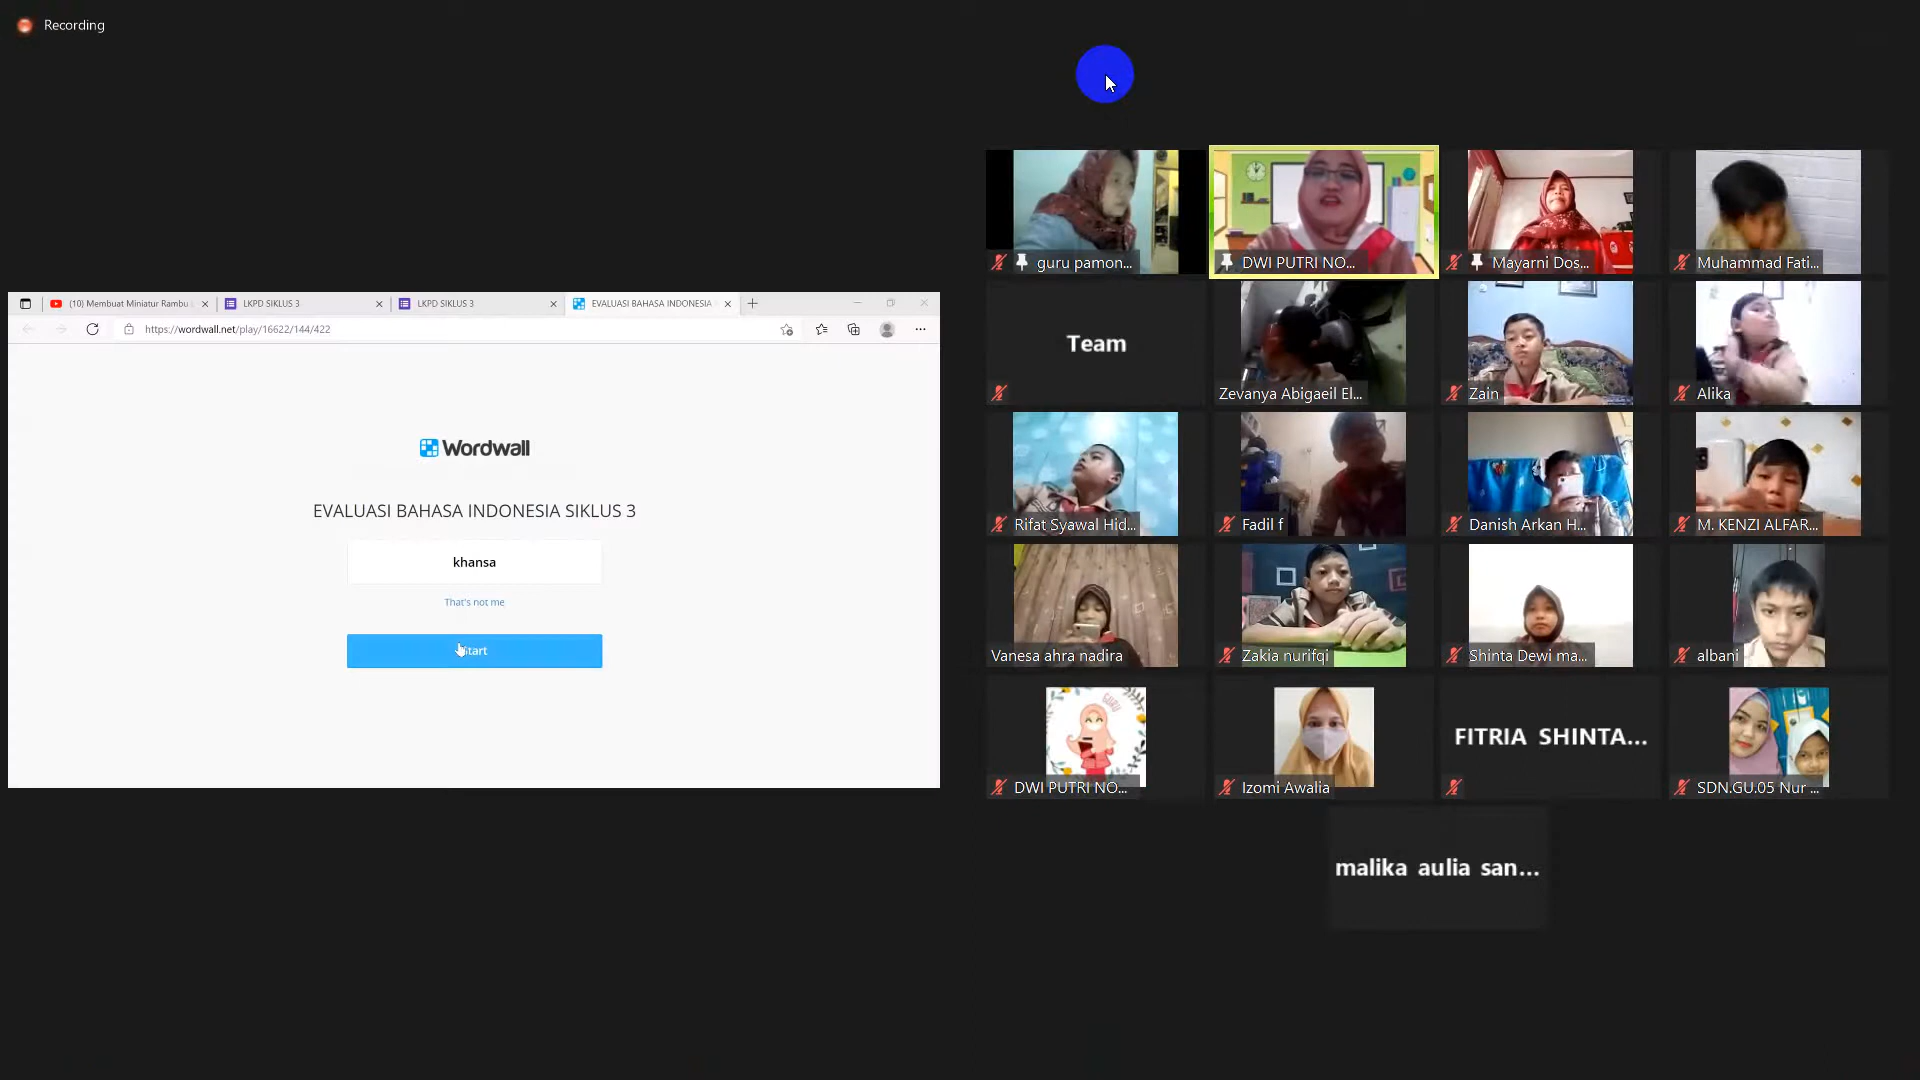 Recording
(10) Membuat Miniatur Rambu
LKPD SIKLUS 3
LKPD SIKLUS 3
EVALUASI BAHASA INDONESIA
https://wordwall.net/play/16622/144/422
Wordwall
EVALUASI BAHASA INDONESIA SIKLUS 3
khansa
That's not me
Start
guru pamon...
DWI PUTRI NO...
Mayarni Dos...
Muhammad Fati...
Team
Zevanya Abigaeil El...
Zain
Alika
Rifat Syawal Hid...
Fadil f
Danish Arkan H...
M. KENZI ALFAR...
Vanesa ahra nadira
Zakia nurifqi
Shinta Dewi ma...
albani
GURU
DWI PUTRI NO...
Izomi Awalia
FITRIA SHINTA...
SDN.GU.05 Nur ...
malika aulia san...